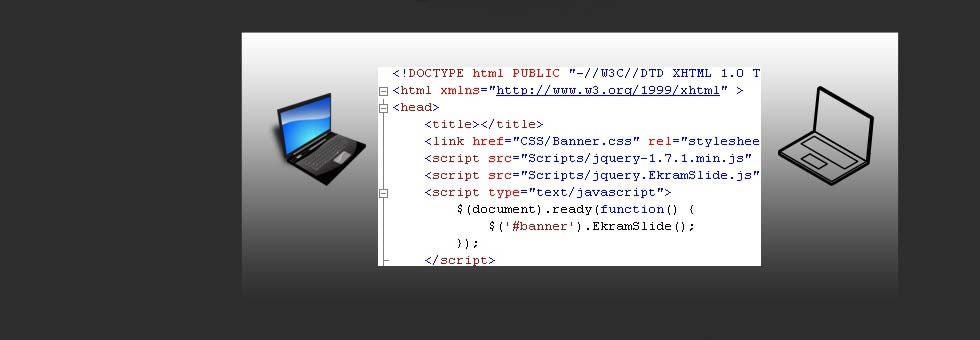 <!DOCTYPE html PUBLIC "-//W3C//DTD XHTML 1.0 T
<html xmlns="http://www.w3.org/1999/xhtml" >
<head>
<title></title>
<link href="CSS/Banner.css" rel="styleshee
<script src="Scripts/jquery-1.7.1.min.js"
<script src="Scripts/jquery.EkramSlide.js"
<script type="text/javascript">
$(document).ready(function() {
$('#banner').EkramSlide();
});
</script>